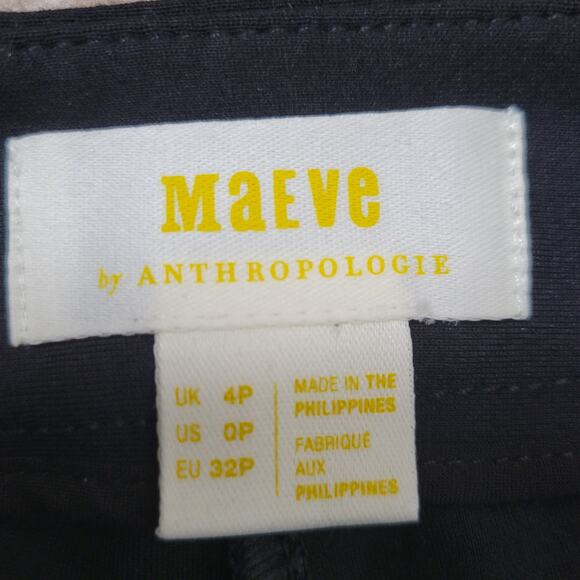 MaEVe
by ANTHROPOLOGIE
UK 4P
US 0P
EU 32P
MADE IN THE
PHILIPPINES
FABRIQUÉ
AUX
PHILIPPINES